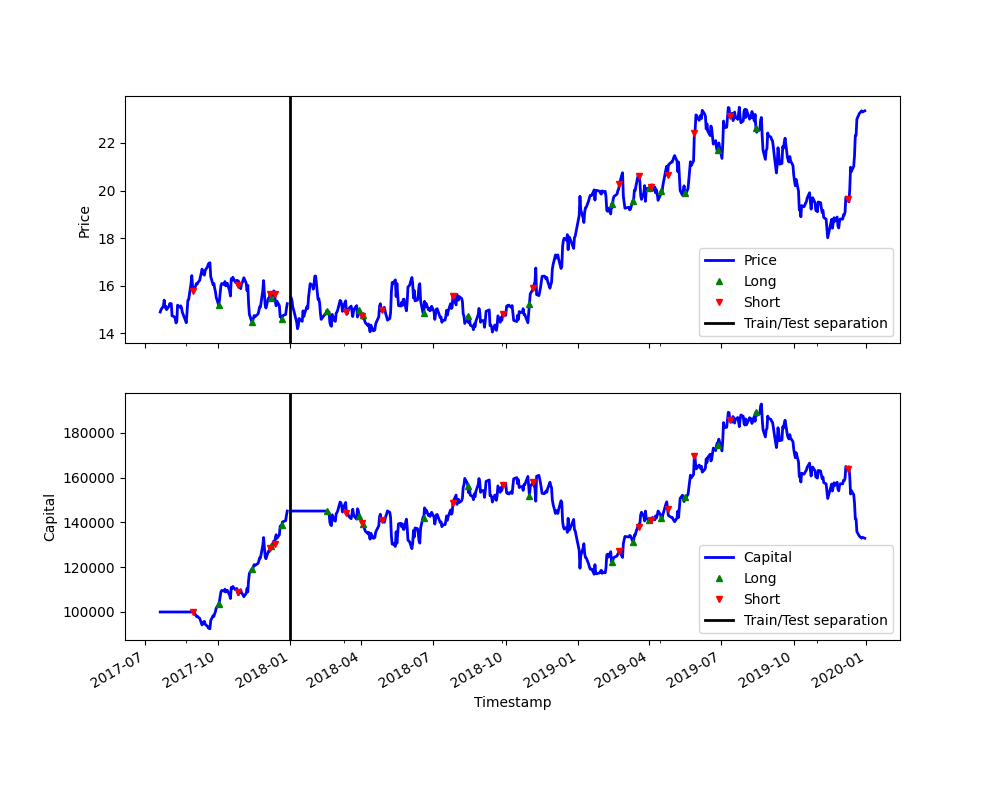 22
20
18
16
14
Price
Price
Long
Short
Train/Test separation
180000
160000
140000
120000
100000
Capital
Capital
Long
Short
Train/Test separation
2017-07
2017-10
2018-01
2018-04
2018-07
2018-10
2019-01
2019-04
2019-07
2019-10
2020-01
Timestamp